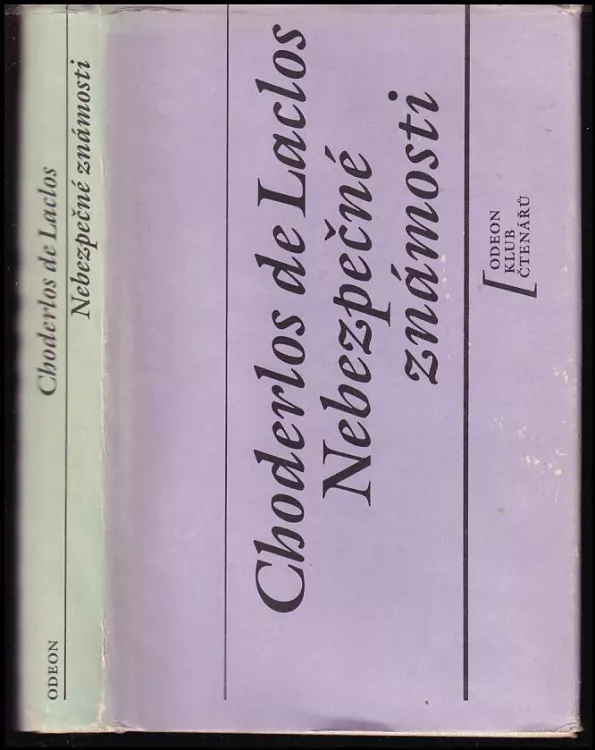 Choderlos de Laclos
Nebezpečné známosti
ODEON
Choderlos de Laclos
Nebezpečné
známosti
ODEON
KLUB
ČTENÁŘŮ